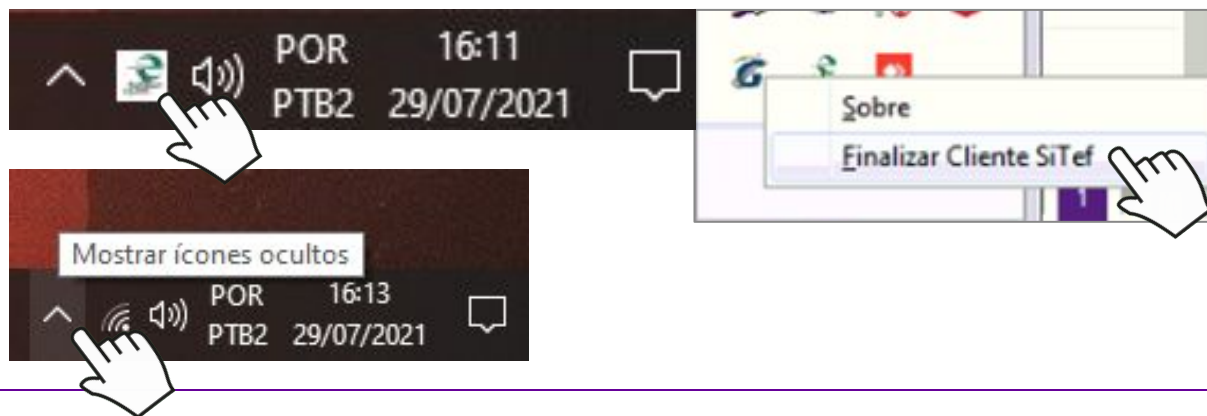 POR 16:11
PTB2 29/07/2021
Sobre
Finalizar Cliente SiTef
1
Mostrar ícones ocultos
POR 16:13
PTB2 29/07/2021